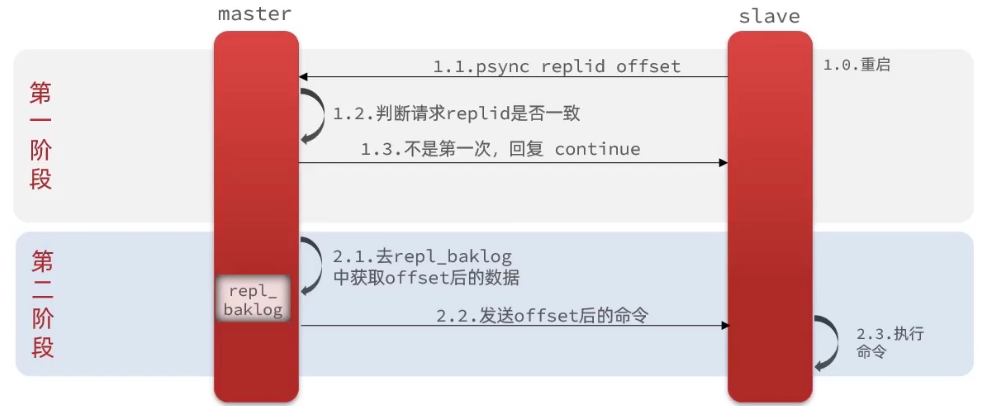 master
slave
第一阶段
1.0.重启
1.1.psync replid offset
1.2.判断请求replid是否一致
1.3.不是第一次，回复 continue
第二阶段
2.1.去repl_baklog
中获取offset后的数据
repl_
baklog
2.2.发送offset后的命令
2.3.执行
命令